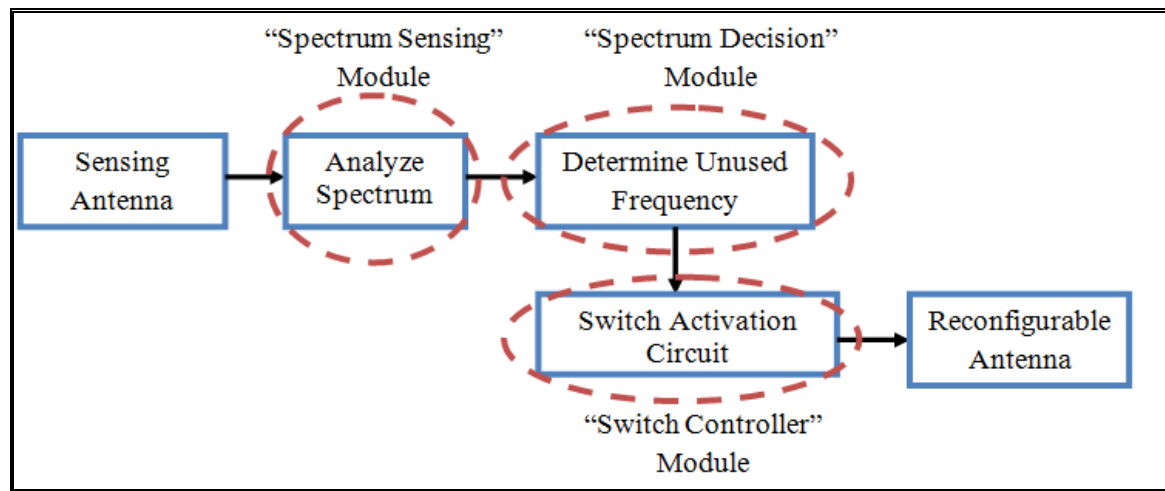 “Spectrum Sensing”
Module
“Spectrum Decision”
Module
Sensing
Antenna
Analyze
Spectrum
Determine Unused
Frequency
Switch Activation
Circuit
Reconfigurable
Antenna
“Switch Controller”
Module